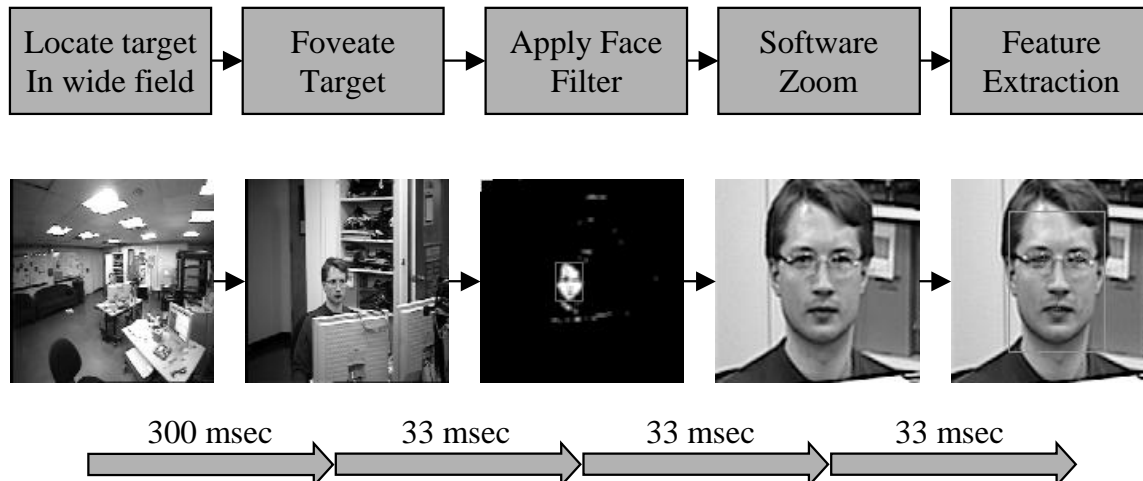 Locate target
In wide field
Foveate
Target
Apply Face
Filter
Software
Zoom
Feature
Extraction
300 msec
33 msec
33 msec
33 msec